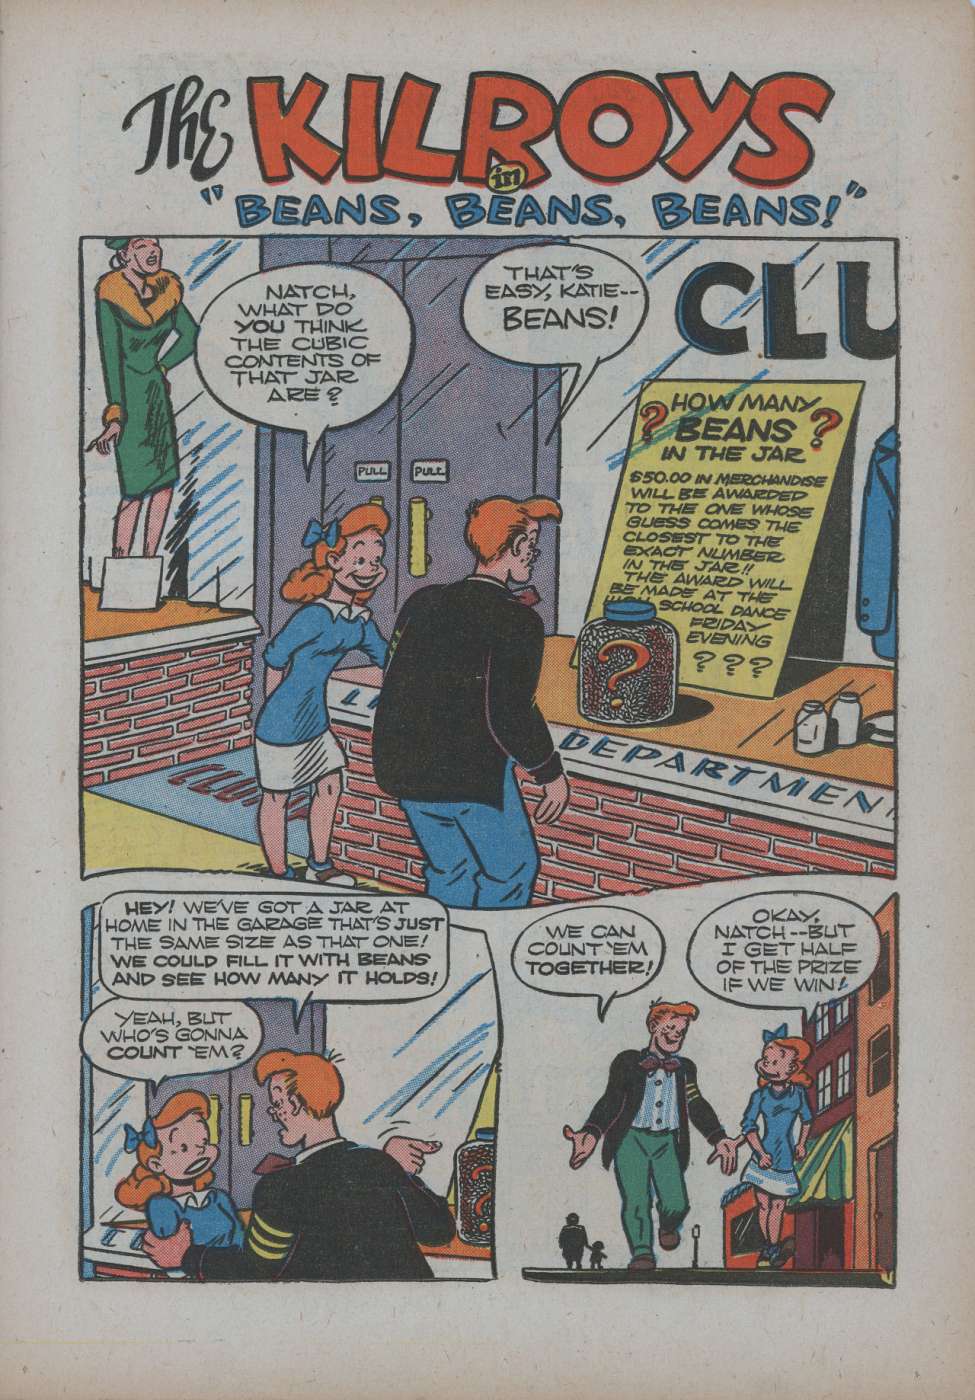 The KILROYS
in
"BEANS, BEANS, BEANS!"
NATCH,
WHAT DO
YOU THINK
THE CUBIC
CONTENTS OF
THAT JAR
ARE?
THAT'S
EASY, KATIE--
BEANS!
CLU
PULL
PULL
? HOW MANY ?
BEANS
IN THE JAR
$50.00 IN MERCHANDISE
WILL BE AWARDED
TO THE ONE WHOSE
GUESS COMES THE
CLOSEST TO THE
EXACT NUMBER
IN THE JAR!!
THE AWARD WILL
BE MADE AT THE
HIGH SCHOOL DANCE
FRIDAY
EVENING
? ? ?
?
DEPARTMEN
CLU
HEY! WE'VE GOT A JAR AT
HOME IN THE GARAGE THAT'S JUST
THE SAME SIZE AS THAT ONE!
WE COULD FILL IT WITH BEANS
AND SEE HOW MANY IT HOLDS!
YEAH, BUT
WHO'S GONNA
COUNT 'EM?
?
WE CAN
COUNT 'EM
TOGETHER!
OKAY,
NATCH--BUT
I GET HALF
OF THE PRIZE
IF WE WIN!